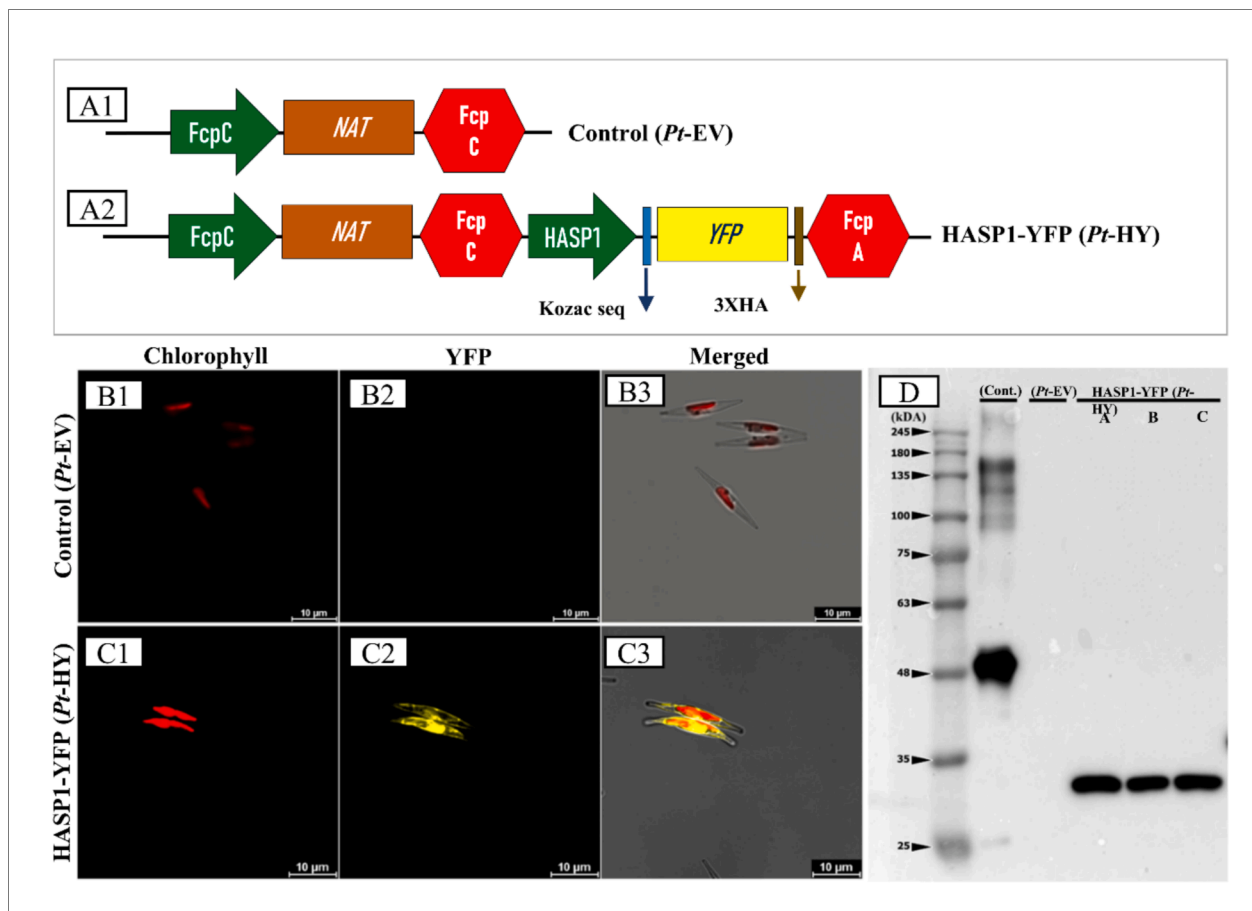 A1
FcpC
NAT
Fcp
C
Control (Pt-EV)
A2
FcpC
NAT
Fcp
C
HASP1
YFP
Fcp
A
HASP1-YFP (Pt-HY)
Kozac seq
3XHA
Chlorophyll YFP Merged
Control (Pt-EV)
B1
B2
B3
10 µm
10 µm
10 µm
HASP1-YFP (Pt-HY)
C1
C2
C3
10 µm
10 µm
10 µm
D
(kDA)
(Cont.) (Pt-EV) HASP1-YFP (Pt-
HY)
A B C
245
180
135
100
75
63
48
35
25